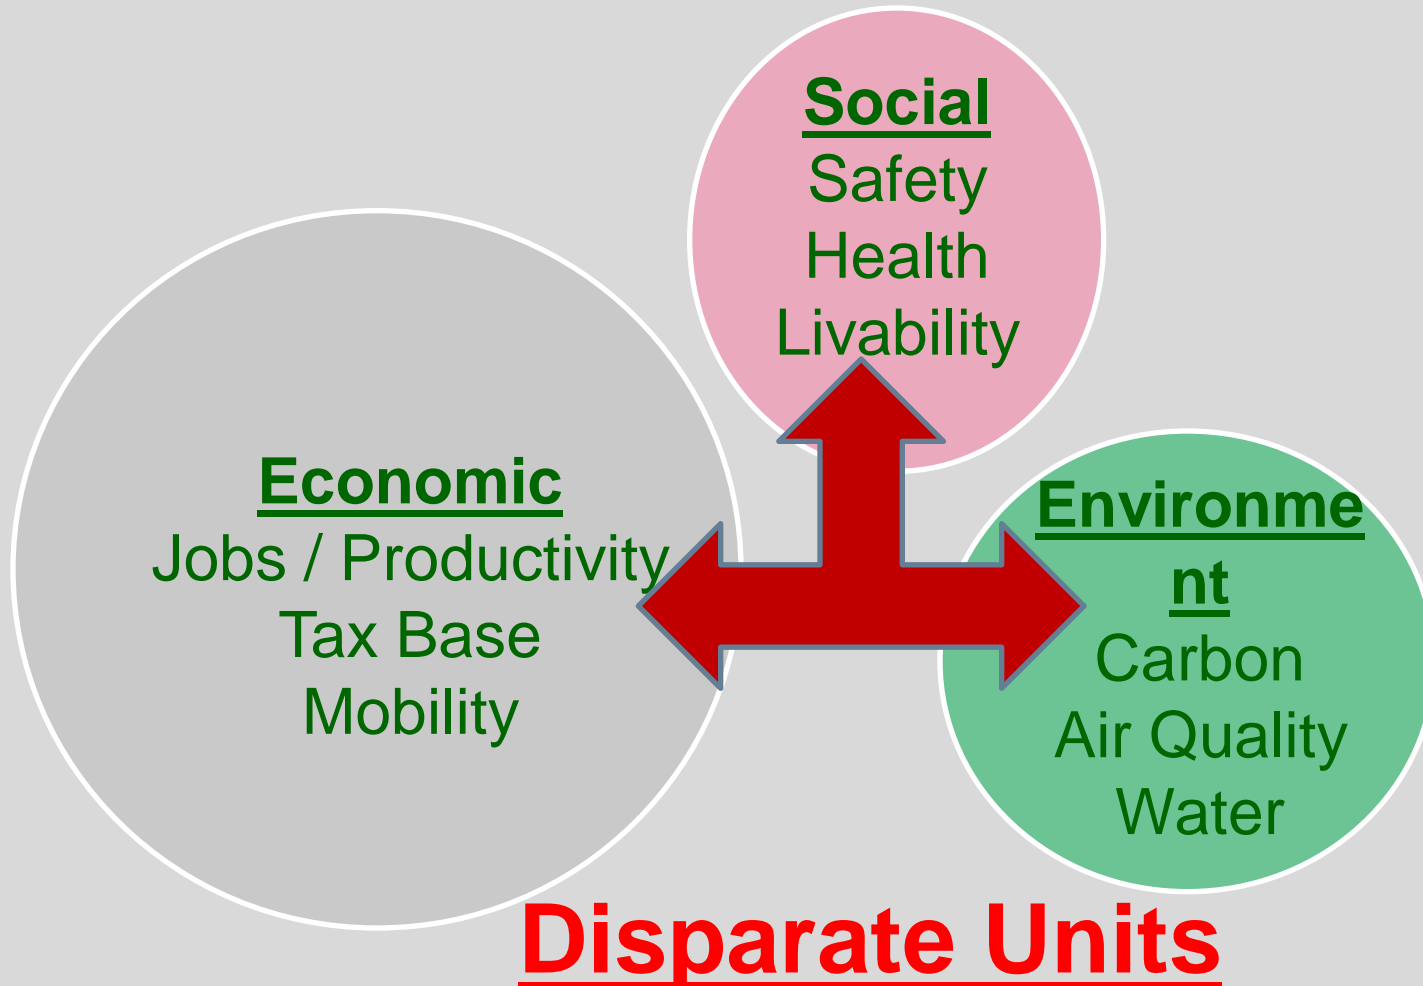 Social
Safety
Health
Livability
Economic
Jobs / Productivity
Tax Base
Mobility
Environme
nt
Carbon
Air Quality
Water
Disparate Units